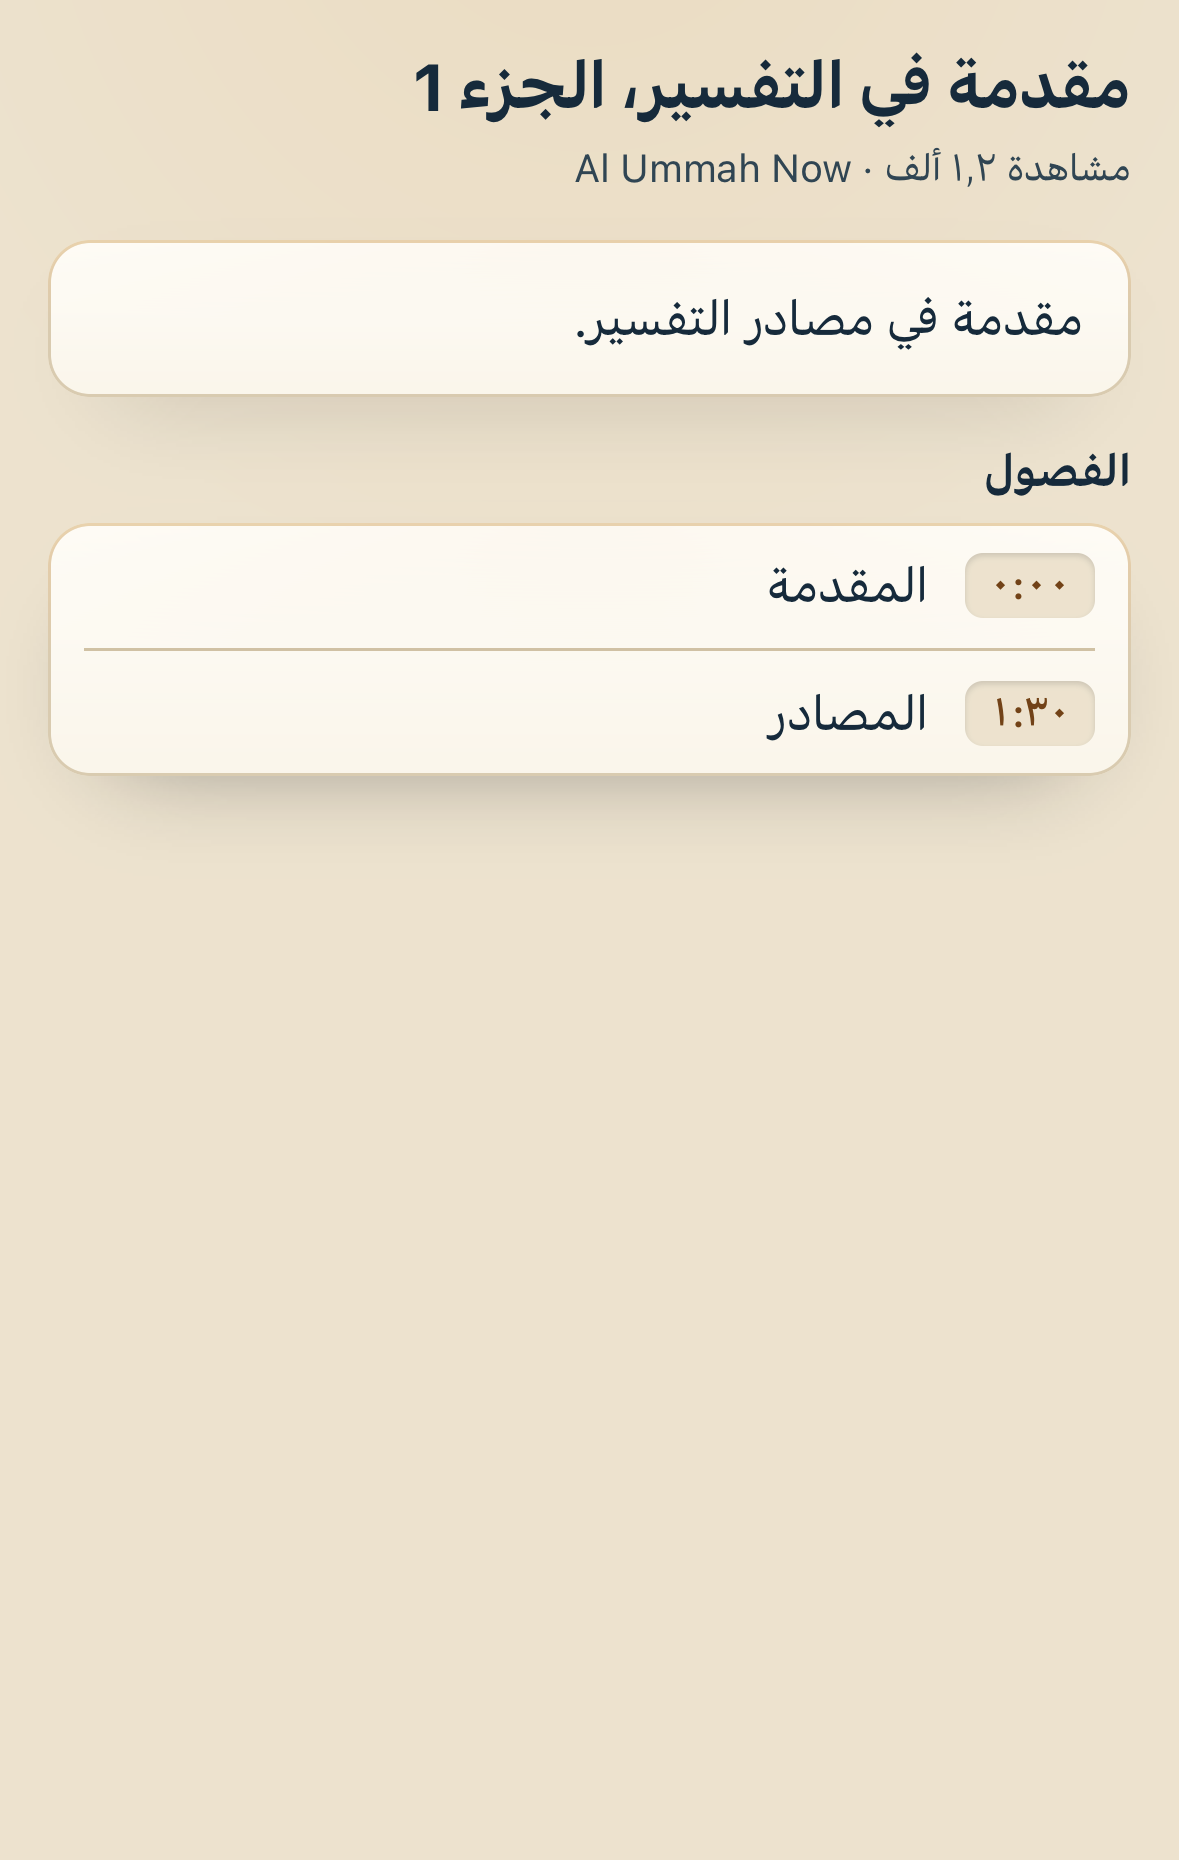 مقدمة في التفسير، الجزء 1
مشاهدة ١,٢ ألف · Al Ummah Now
مقدمة في مصادر التفسير.
الفصول
٠:٠٠ المقدمة
١:٣٠ المصادر